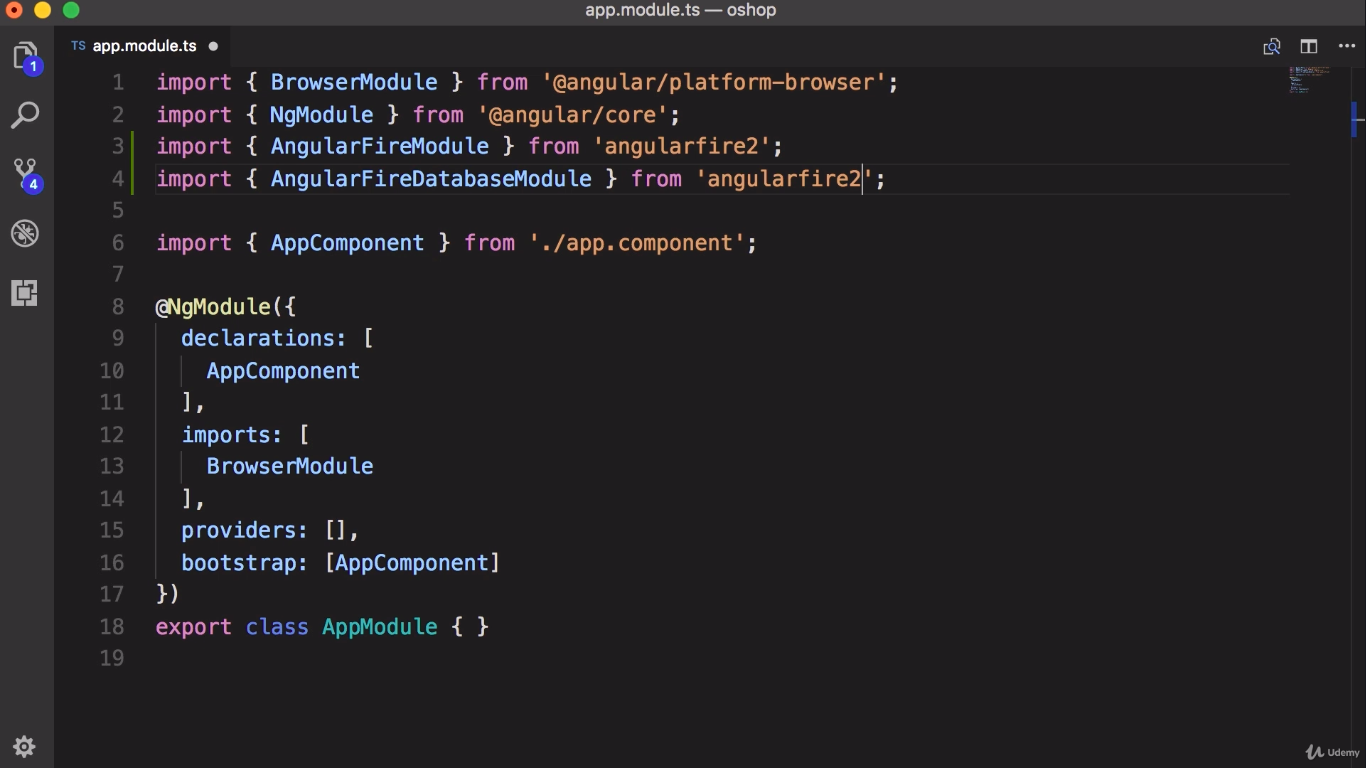 app.module.ts — oshop
TS app.module.ts
1
4
1 import { BrowserModule } from '@angular/platform-browser';
2 import { NgModule } from '@angular/core';
3 import { AngularFireModule } from 'angularfire2';
4 import { AngularFireDatabaseModule } from 'angularfire2';
5
6 import { AppComponent } from './app.component';
7
8 @NgModule({
9   declarations: [
10     AppComponent
11   ],
12   imports: [
13     BrowserModule
14   ],
15   providers: [],
16   bootstrap: [AppComponent]
17 })
18 export class AppModule { }
19
Udemy